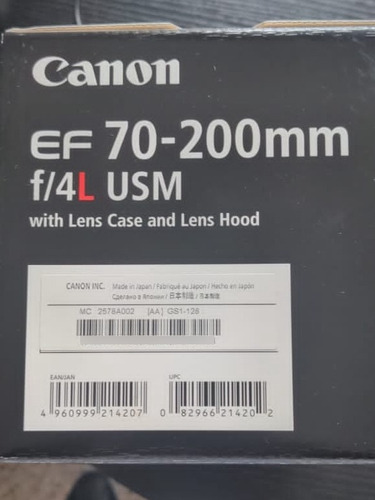 Canon
EF 70-200mm
f/4L USM
with Lens Case and Lens Hood
CANON INC. Made in Japan / Fabriqué au Japon / Hecho en Japón
Сделано в Японии / 日本制造 / 日本製造
MC 2578A002 [AA] GS1-128
EAN/JAN UPC
4 960999 214207 0 82966 21420 2